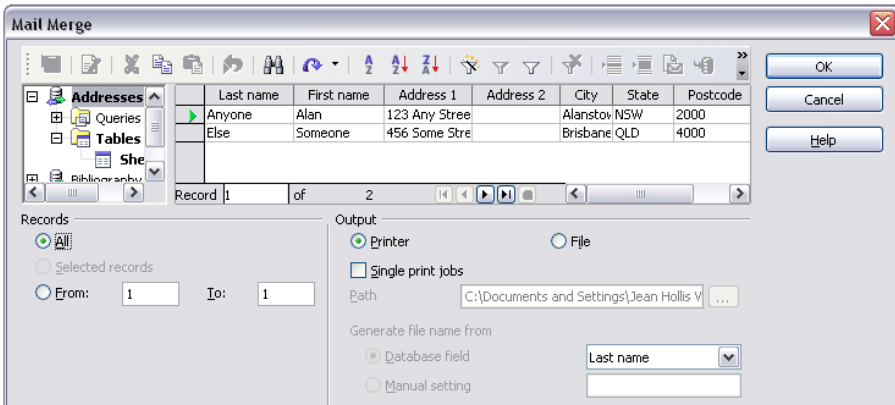 Mail Merge
OK
Cancel
Help
Addresses
Queries
Tables
She
Bibliography
Last name First name Address 1 Address 2 City State Postcode
Anyone Alan 123 Any Stree Alanstov NSW 2000
Else Someone 456 Some Stre Brisbane QLD 4000
Record 1 of 2
Records
All
Selected records
From: 1 To: 1
Output
Printer File
Single print jobs
Path C:\Documents and Settings\Jean Hollis W ...
Generate file name from
Database field Last name
Manual setting